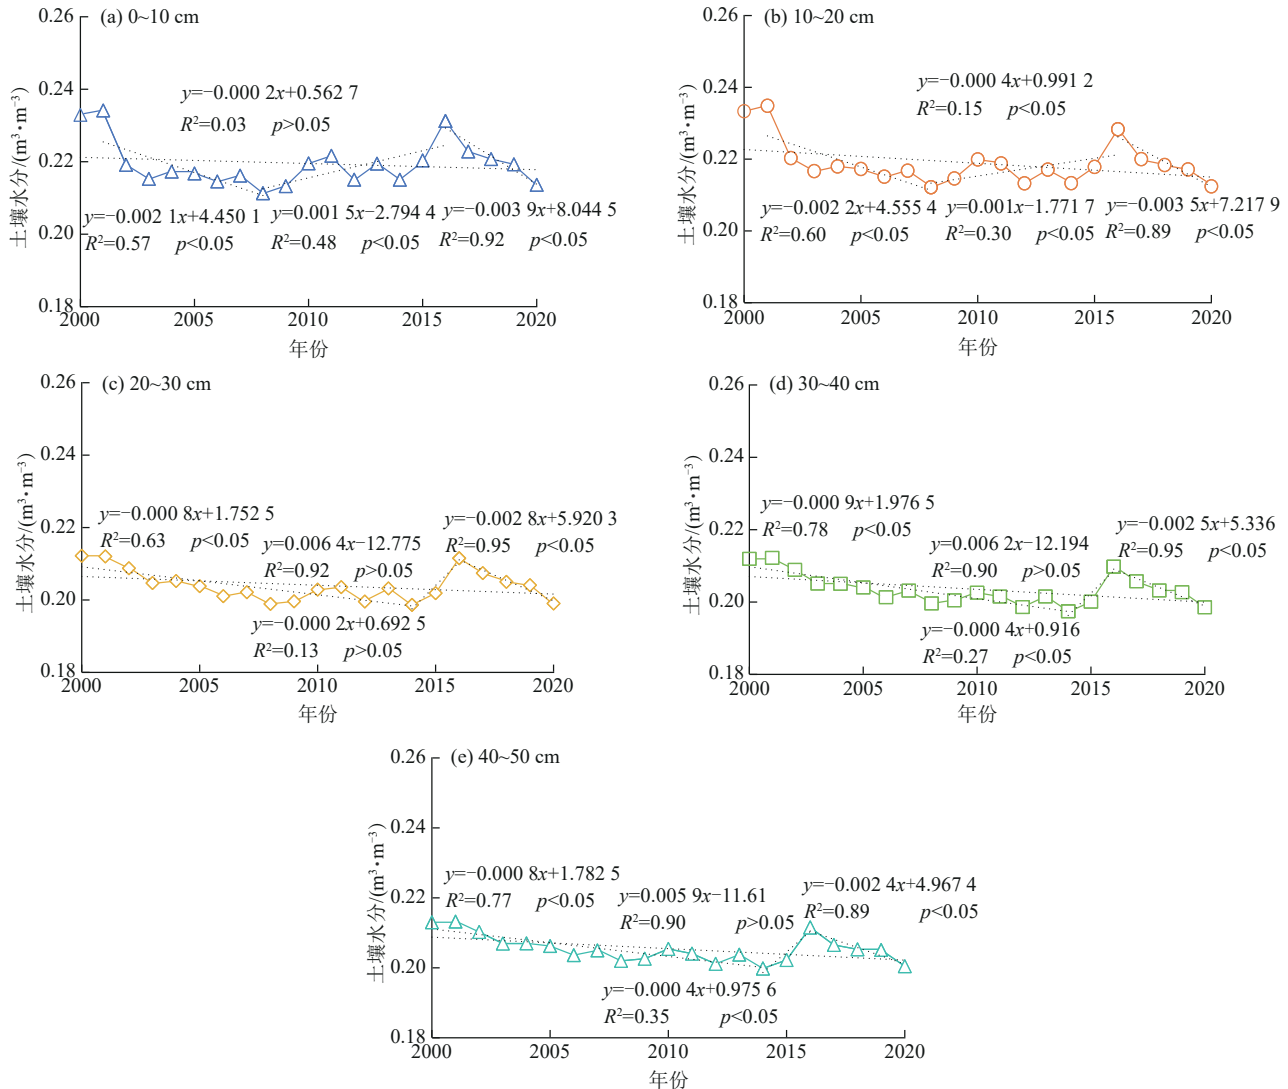 (a) 0~10 cm
0.26
0.24
0.22
0.20
0.18
土壤水分/(m³·m⁻³)
y=−0.000 2x+0.562 7
R²=0.03 p>0.05
y=−0.002 1x+4.450 1
R²=0.57 p<0.05
y=0.001 5x−2.794 4
R²=0.48 p<0.05
y=−0.003 9x+8.044 5
R²=0.92 p<0.05
2000 2005 2010 2015 2020
年份
(b) 10~20 cm
0.26
0.24
0.22
0.20
0.18
土壤水分/(m³·m⁻³)
y=−0.000 4x+0.991 2
R²=0.15 p<0.05
y=−0.002 2x+4.555 4
R²=0.60 p<0.05
y=0.001x−1.771 7
R²=0.30 p<0.05
y=−0.003 5x+7.217 9
R²=0.89 p<0.05
2000 2005 2010 2015 2020
年份
(c) 20~30 cm
0.26
0.24
0.22
0.20
0.18
土壤水分/(m³·m⁻³)
y=−0.000 8x+1.752 5
R²=0.63 p<0.05
y=0.006 4x−12.775
R²=0.92 p>0.05
y=−0.002 8x+5.920 3
R²=0.95 p<0.05
y=−0.000 2x+0.692 5
R²=0.13 p>0.05
2000 2005 2010 2015 2020
年份
(d) 30~40 cm
0.26
0.24
0.22
0.20
0.18
土壤水分/(m³·m⁻³)
y=−0.000 9x+1.976 5
R²=0.78 p<0.05
y=0.006 2x−12.194
R²=0.90 p>0.05
y=−0.002 5x+5.336
R²=0.95 p<0.05
y=−0.000 4x+0.916
R²=0.27 p<0.05
2000 2005 2010 2015 2020
年份
(e) 40~50 cm
0.26
0.24
0.22
0.20
0.18
土壤水分/(m³·m⁻³)
y=−0.000 8x+1.782 5
R²=0.77 p<0.05
y=0.005 9x−11.61
R²=0.90 p>0.05
y=−0.002 4x+4.967 4
R²=0.89 p<0.05
y=−0.000 4x+0.975 6
R²=0.35 p<0.05
2000 2005 2010 2015 2020
年份